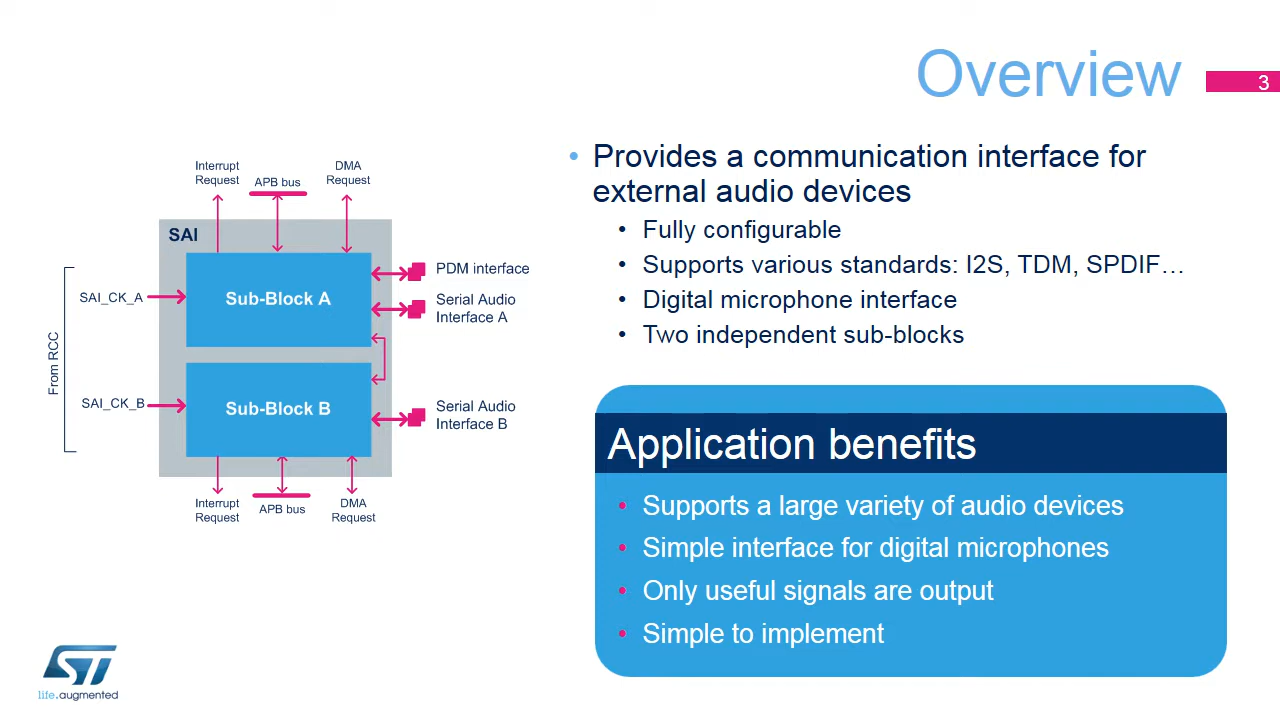 Overview
3
Interrupt
Request
APB bus
DMA
Request
SAI
Sub-Block A
PDM interface
Serial Audio
Interface A
SAI_CK_A
From RCC
SAI_CK_B
Sub-Block B
Serial Audio
Interface B
Interrupt
Request
APB bus
DMA
Request
• Provides a communication interface for
external audio devices
• Fully configurable
• Supports various standards: I2S, TDM, SPDIF…
• Digital microphone interface
• Two independent sub-blocks
Application benefits
• Supports a large variety of audio devices
• Simple interface for digital microphones
• Only useful signals are output
• Simple to implement
ST
life.augmented